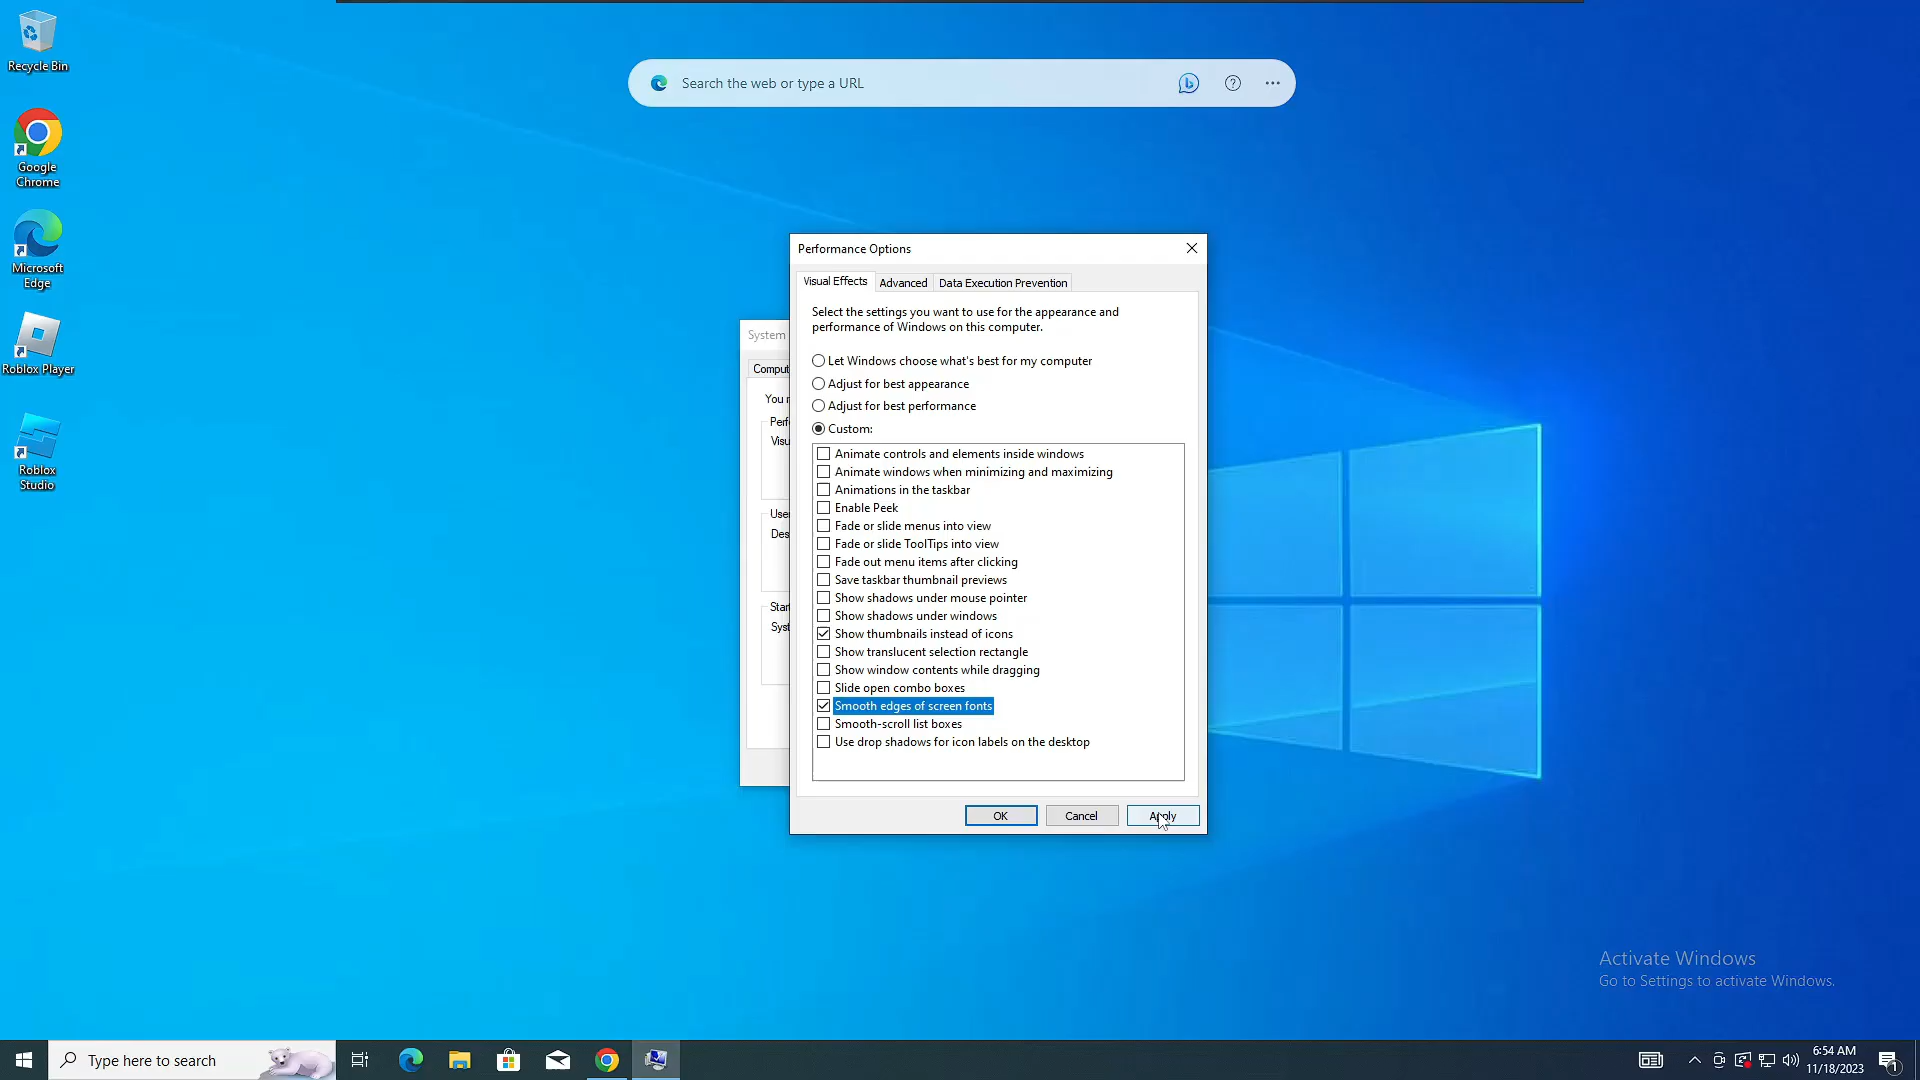 Recycle Bin
Google
Chrome
Microsoft
Edge
Roblox Player
Roblox
Studio
Search the web or type a URL
System
Comput
You r
Perf
Visu
User
Des
Star
Syst
Performance Options
Visual Effects
Advanced
Data Execution Prevention
Select the settings you want to use for the appearance and
performance of Windows on this computer.
Let Windows choose what's best for my computer
Adjust for best appearance
Adjust for best performance
Custom:
Animate controls and elements inside windows
Animate windows when minimizing and maximizing
Animations in the taskbar
Enable Peek
Fade or slide menus into view
Fade or slide ToolTips into view
Fade out menu items after clicking
Save taskbar thumbnail previews
Show shadows under mouse pointer
Show shadows under windows
Show thumbnails instead of icons
Show translucent selection rectangle
Show window contents while dragging
Slide open combo boxes
Smooth edges of screen fonts
Smooth-scroll list boxes
Use drop shadows for icon labels on the desktop
OK
Cancel
Apply
Activate Windows
Go to Settings to activate Windows.
Type here to search
6:54 AM
11/18/2023
1